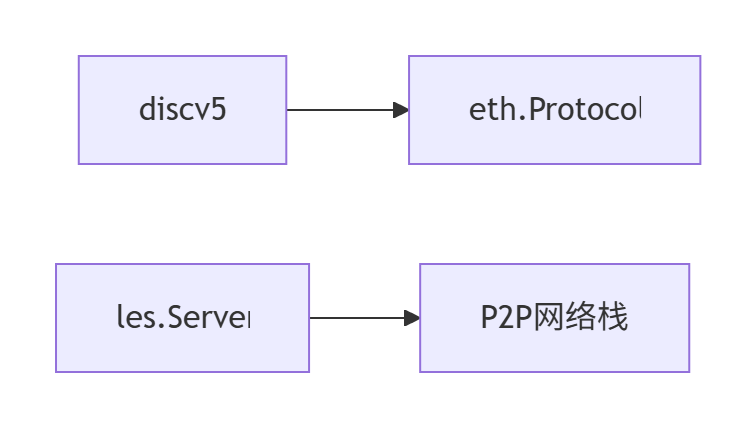 discv5
eth.Protocol
les.Server
P2P网络栈